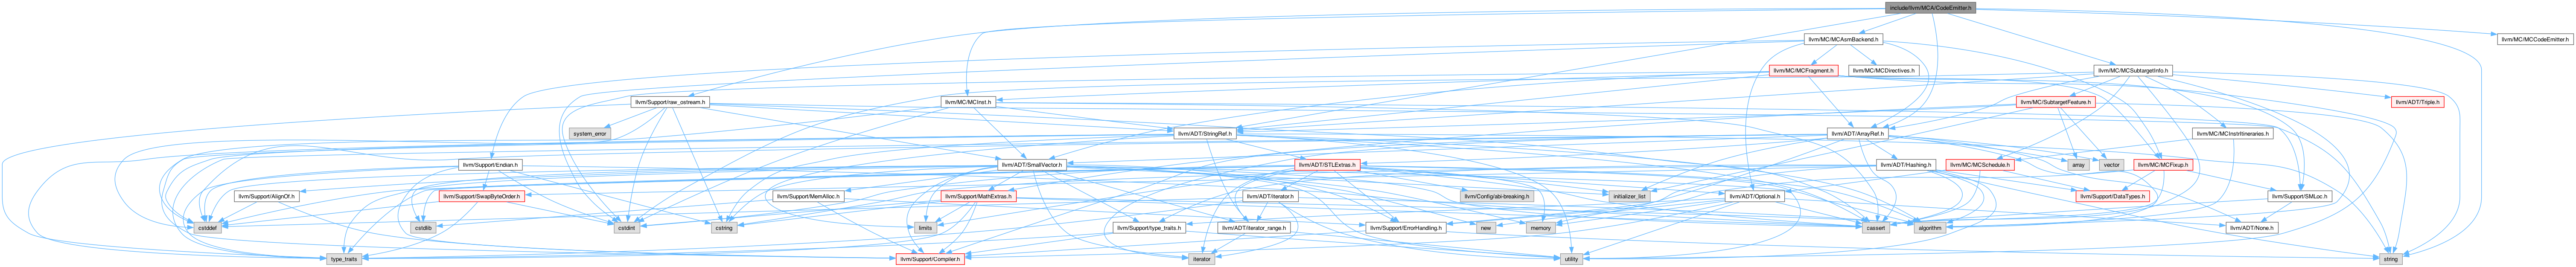 include/llvm/MCA/CodeEmitter.h
llvm/MC/MCAsmBackend.h
llvm/MC/MCCodeEmitter.h
llvm/MC/MCFragment.h
llvm/MC/MCDirectives.h
llvm/MC/MCSubtargetInfo.h
llvm/Support/raw_ostream.h
llvm/MC/MCInst.h
llvm/MC/SubtargetFeature.h
llvm/ADT/Triple.h
system_error
llvm/ADT/StringRef.h
llvm/ADT/ArrayRef.h
llvm/MC/MCInstrItineraries.h
llvm/Support/Endian.h
llvm/ADT/SmallVector.h
llvm/ADT/STLExtras.h
llvm/ADT/Hashing.h
llvm/MC/MCSchedule.h
array
vector
llvm/MC/MCFixup.h
llvm/Support/AlignOf.h
llvm/Support/SwapByteOrder.h
llvm/Support/MemAlloc.h
llvm/Support/MathExtras.h
llvm/ADT/iterator.h
llvm/Config/abi-breaking.h
initializer_list
llvm/ADT/Optional.h
llvm/Support/DataTypes.h
llvm/Support/SMLoc.h
cstddef
cstdlib
cstdint
cstring
limits
llvm/Support/type_traits.h
llvm/ADT/iterator_range.h
llvm/Support/ErrorHandling.h
new
memory
cassert
algorithm
llvm/ADT/None.h
type_traits
llvm/Support/Compiler.h
iterator
utility
string